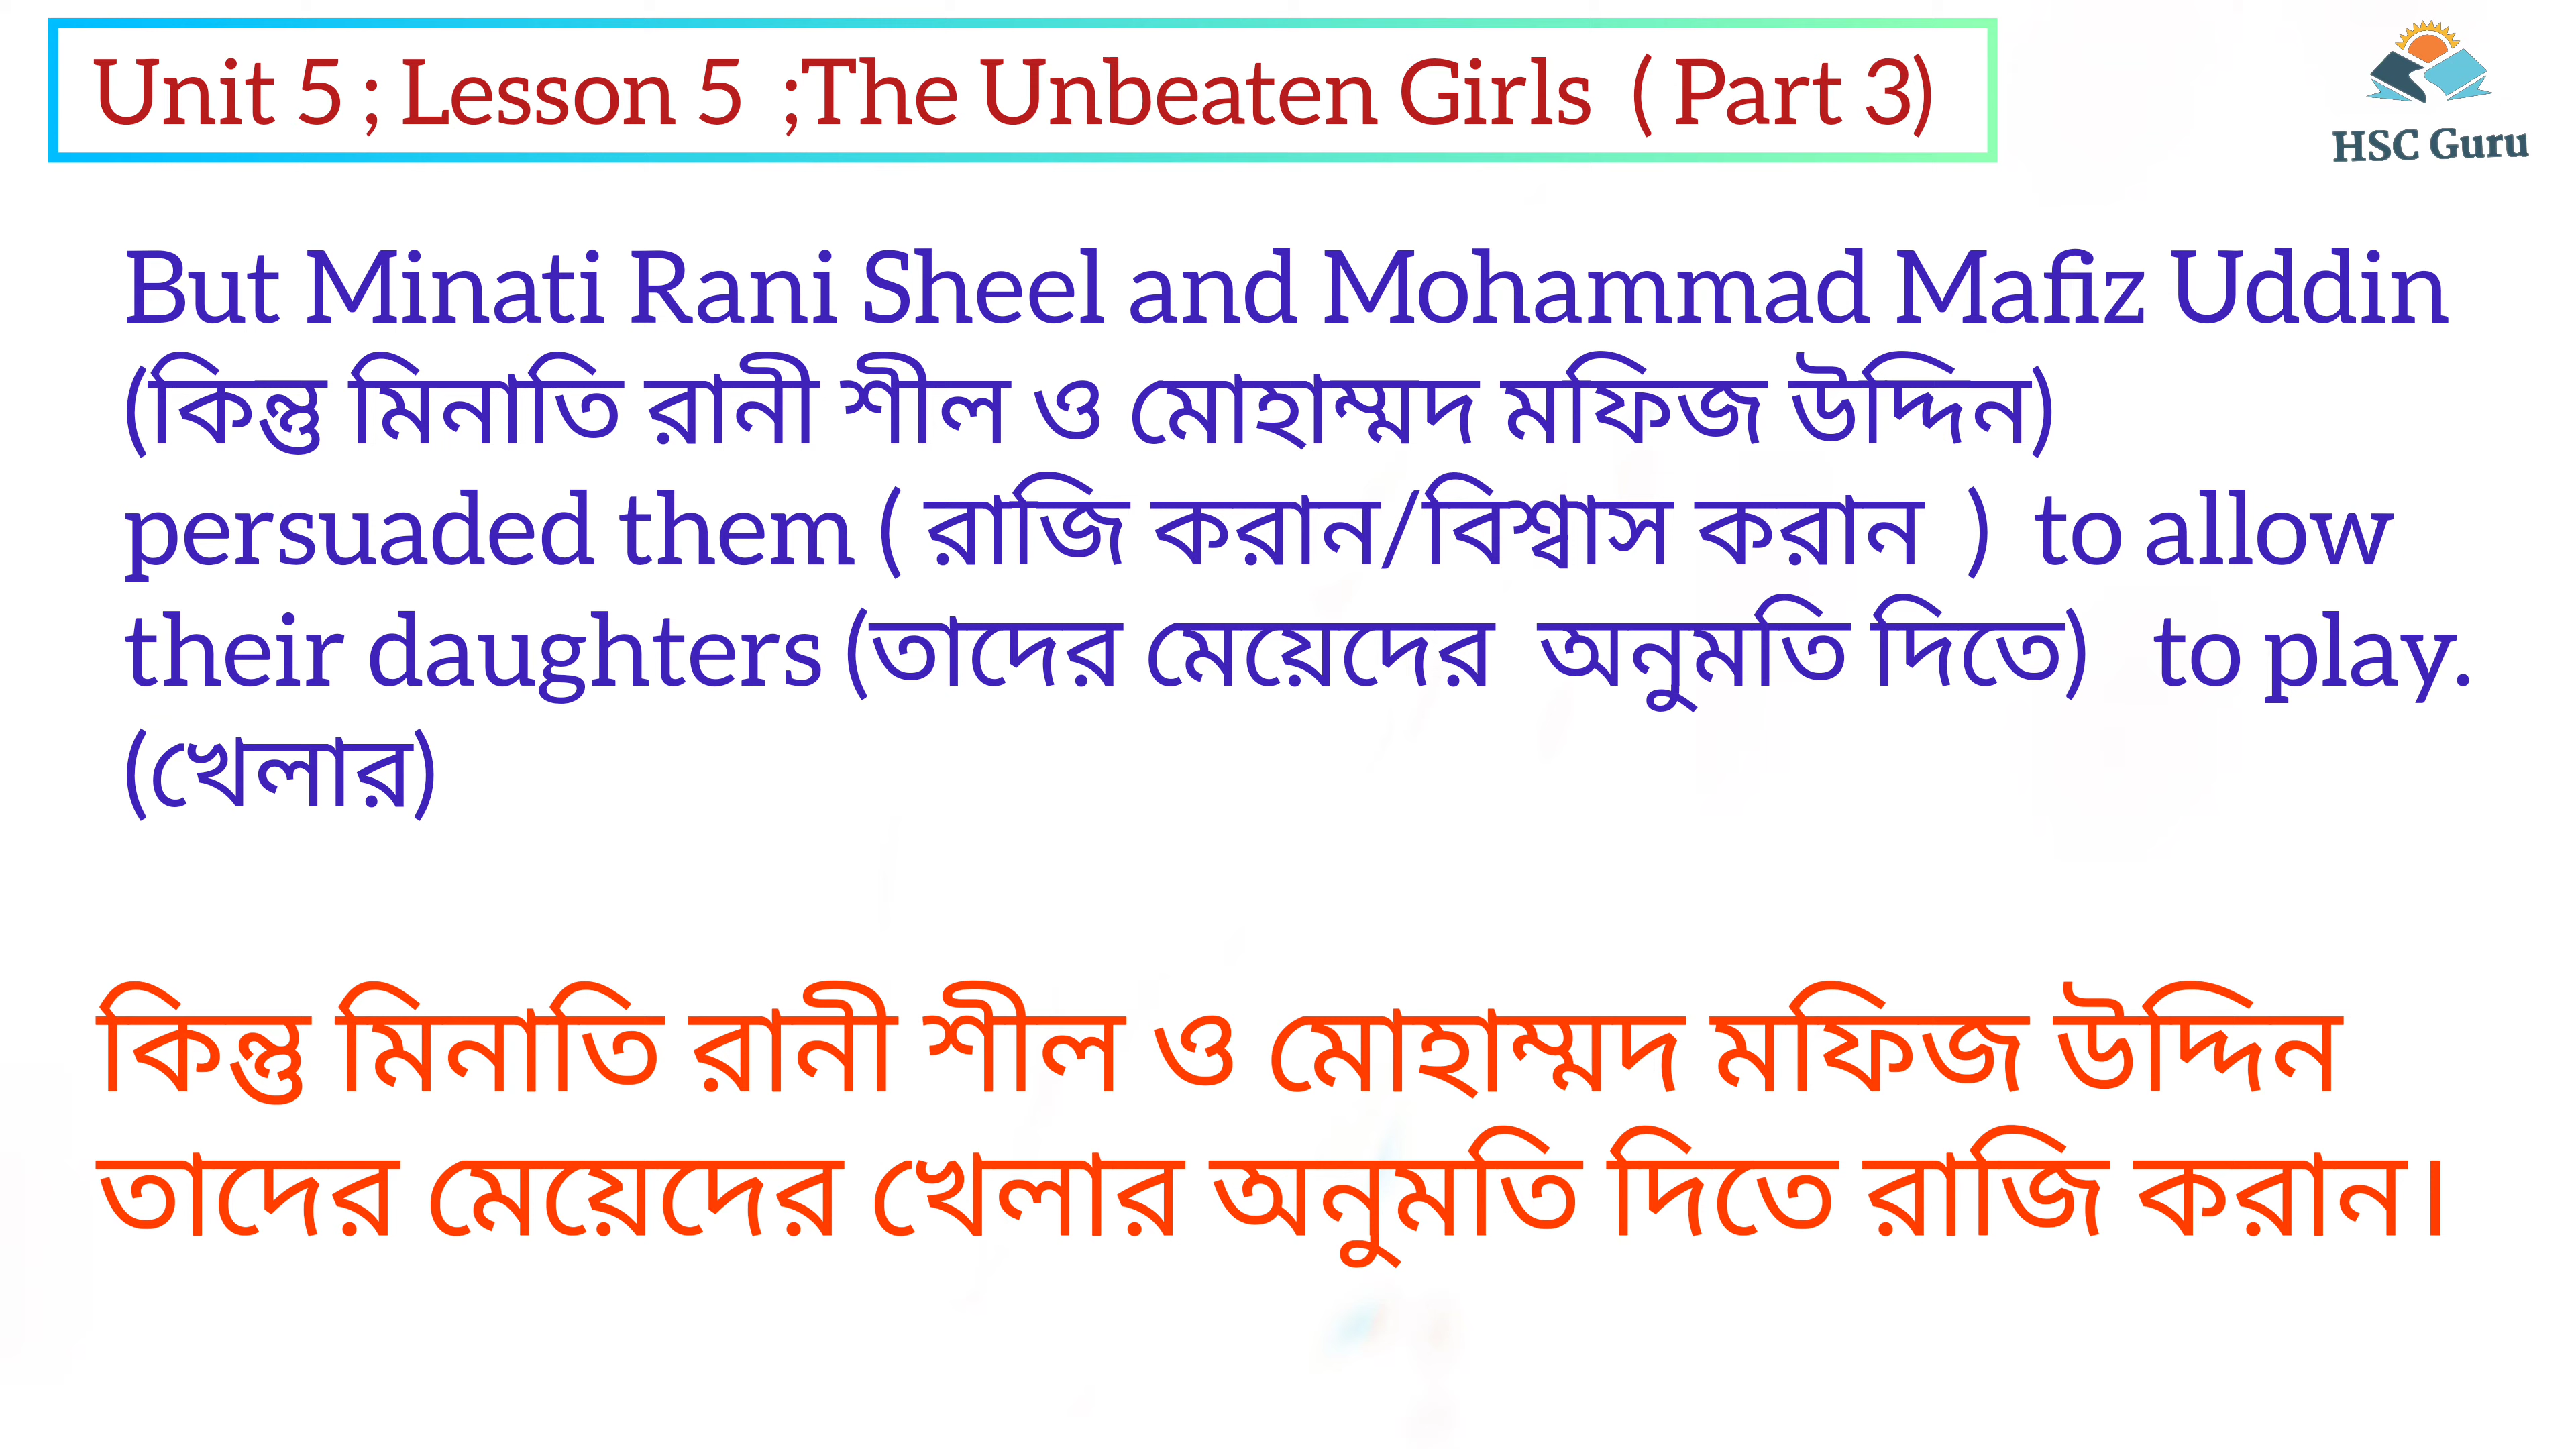 Unit 5 ; Lesson 5 ;The Unbeaten Girls ( Part 3)
HSC Guru
But Minati Rani Sheel and Mohammad Mafiz Uddin
(কিন্তু মিনাতি রানী শীল ও মোহাম্মদ মফিজ উদ্দিন)
persuaded them ( রাজি করান/বিশ্বাস করান ) to allow
their daughters (তাদের মেয়েদের অনুমতি দিতে) to play.
(খেলার)
কিন্তু মিনাতি রানী শীল ও মোহাম্মদ মফিজ উদ্দিন
তাদের মেয়েদের খেলার অনুমতি দিতে রাজি করান।